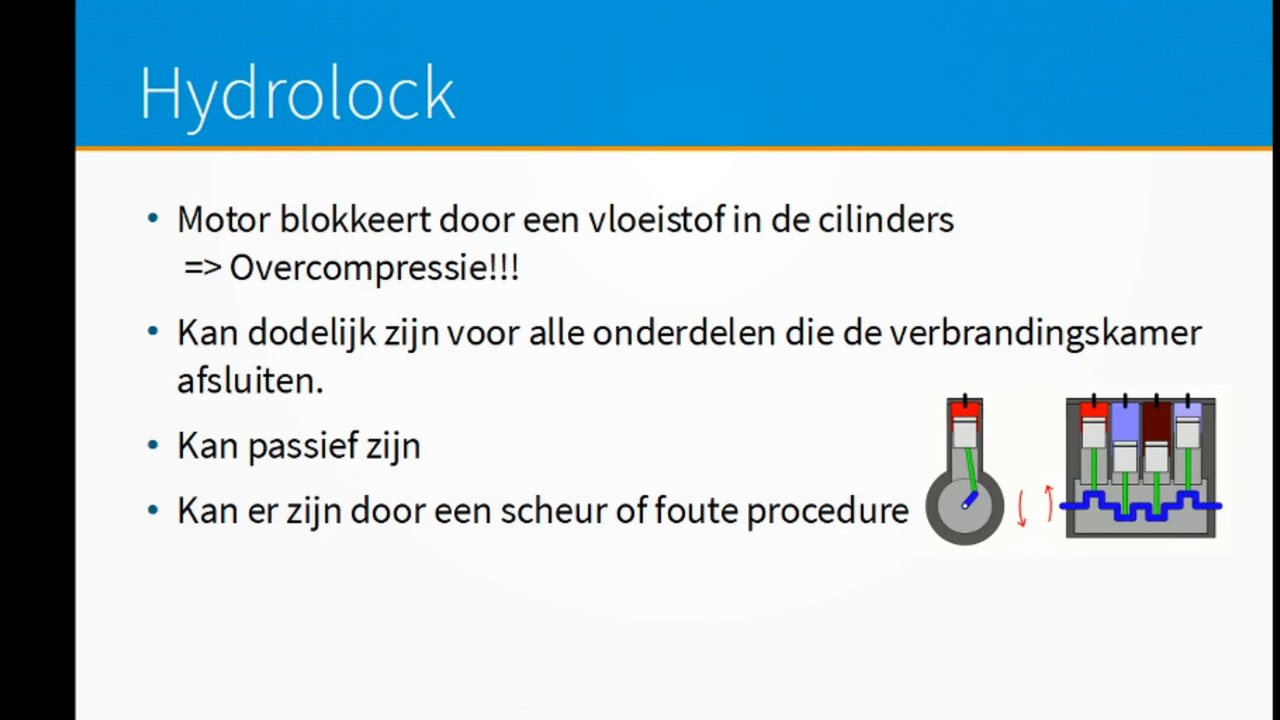 Hydrolock
• Motor blokkeert door een vloeistof in de cilinders
=> Overcompressie!!!
• Kan dodelijk zijn voor alle onderdelen die de verbrandingskamer
afsluiten.
• Kan passief zijn
• Kan er zijn door een scheur of foute procedure